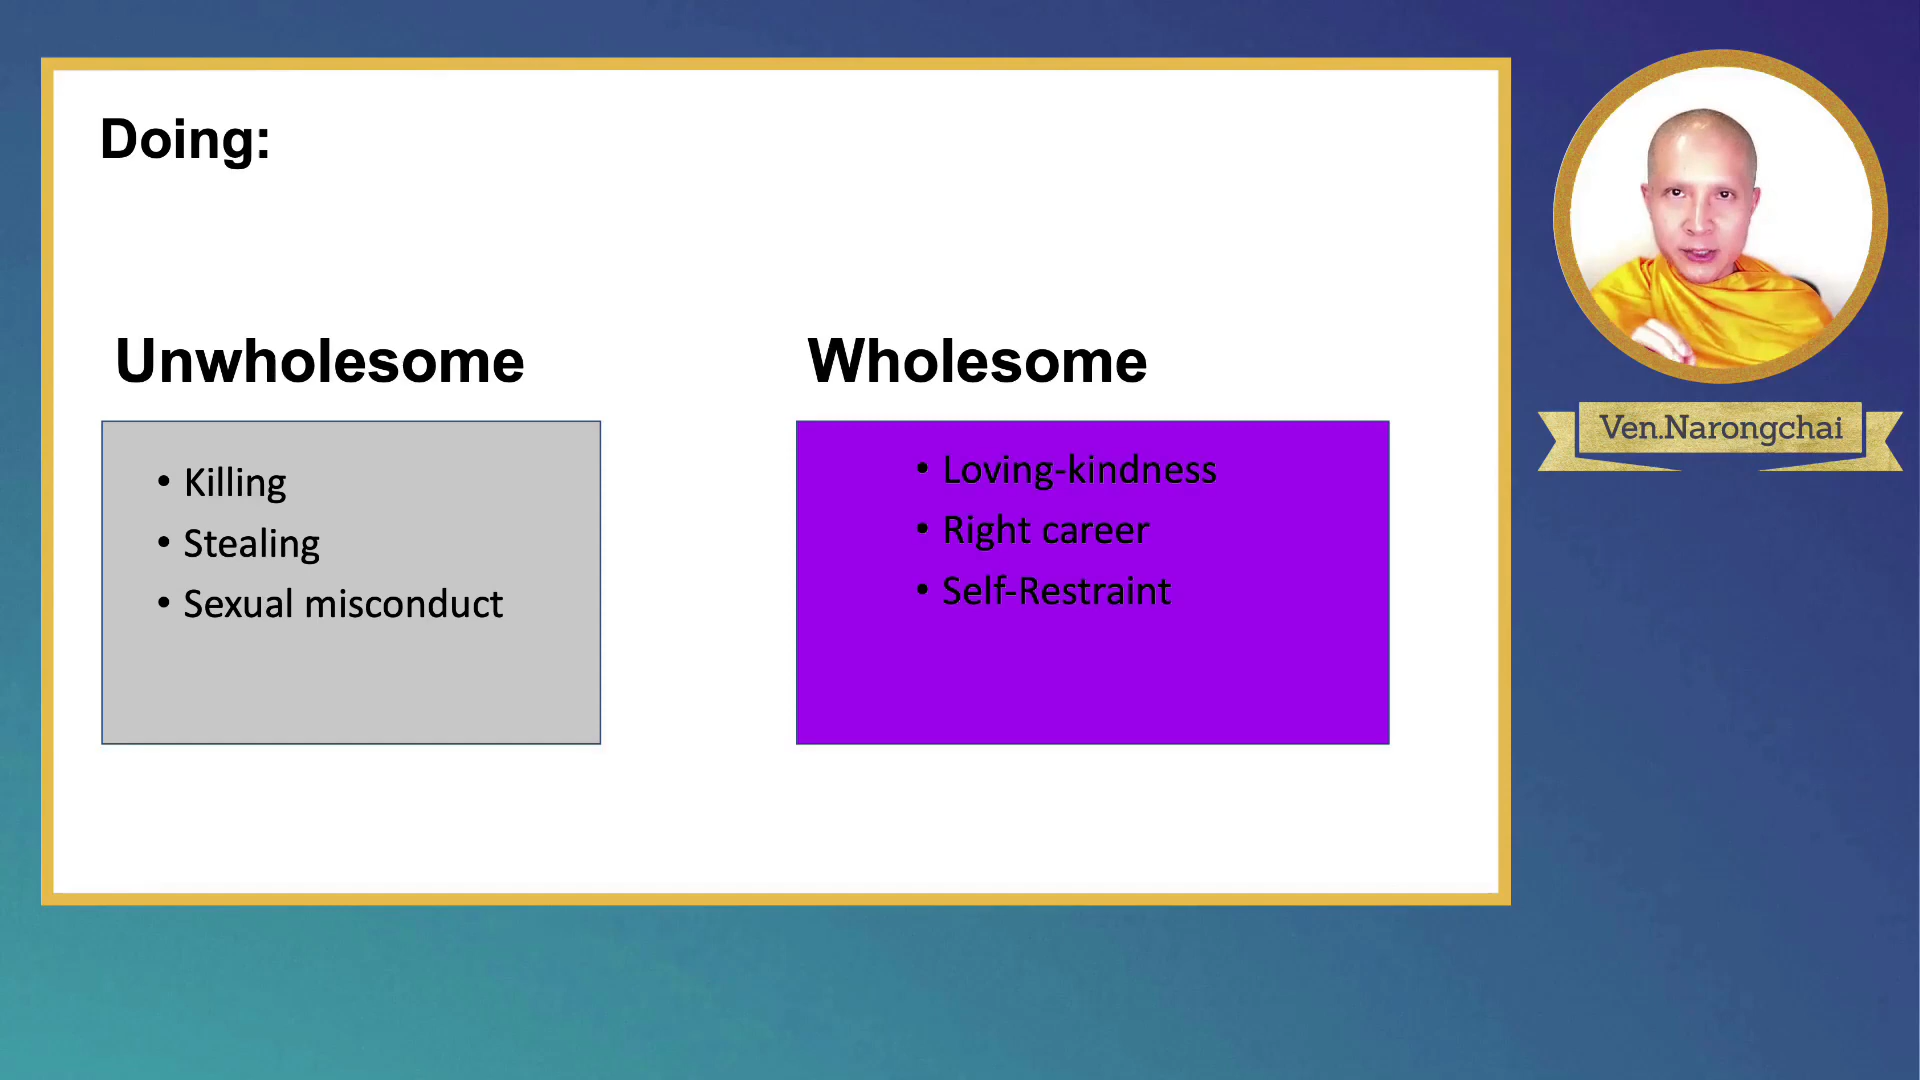 Doing:
Unwholesome
• Killing
• Stealing
• Sexual misconduct
Wholesome
• Loving-kindness
• Right career
• Self-Restraint
Ven.Narongchai